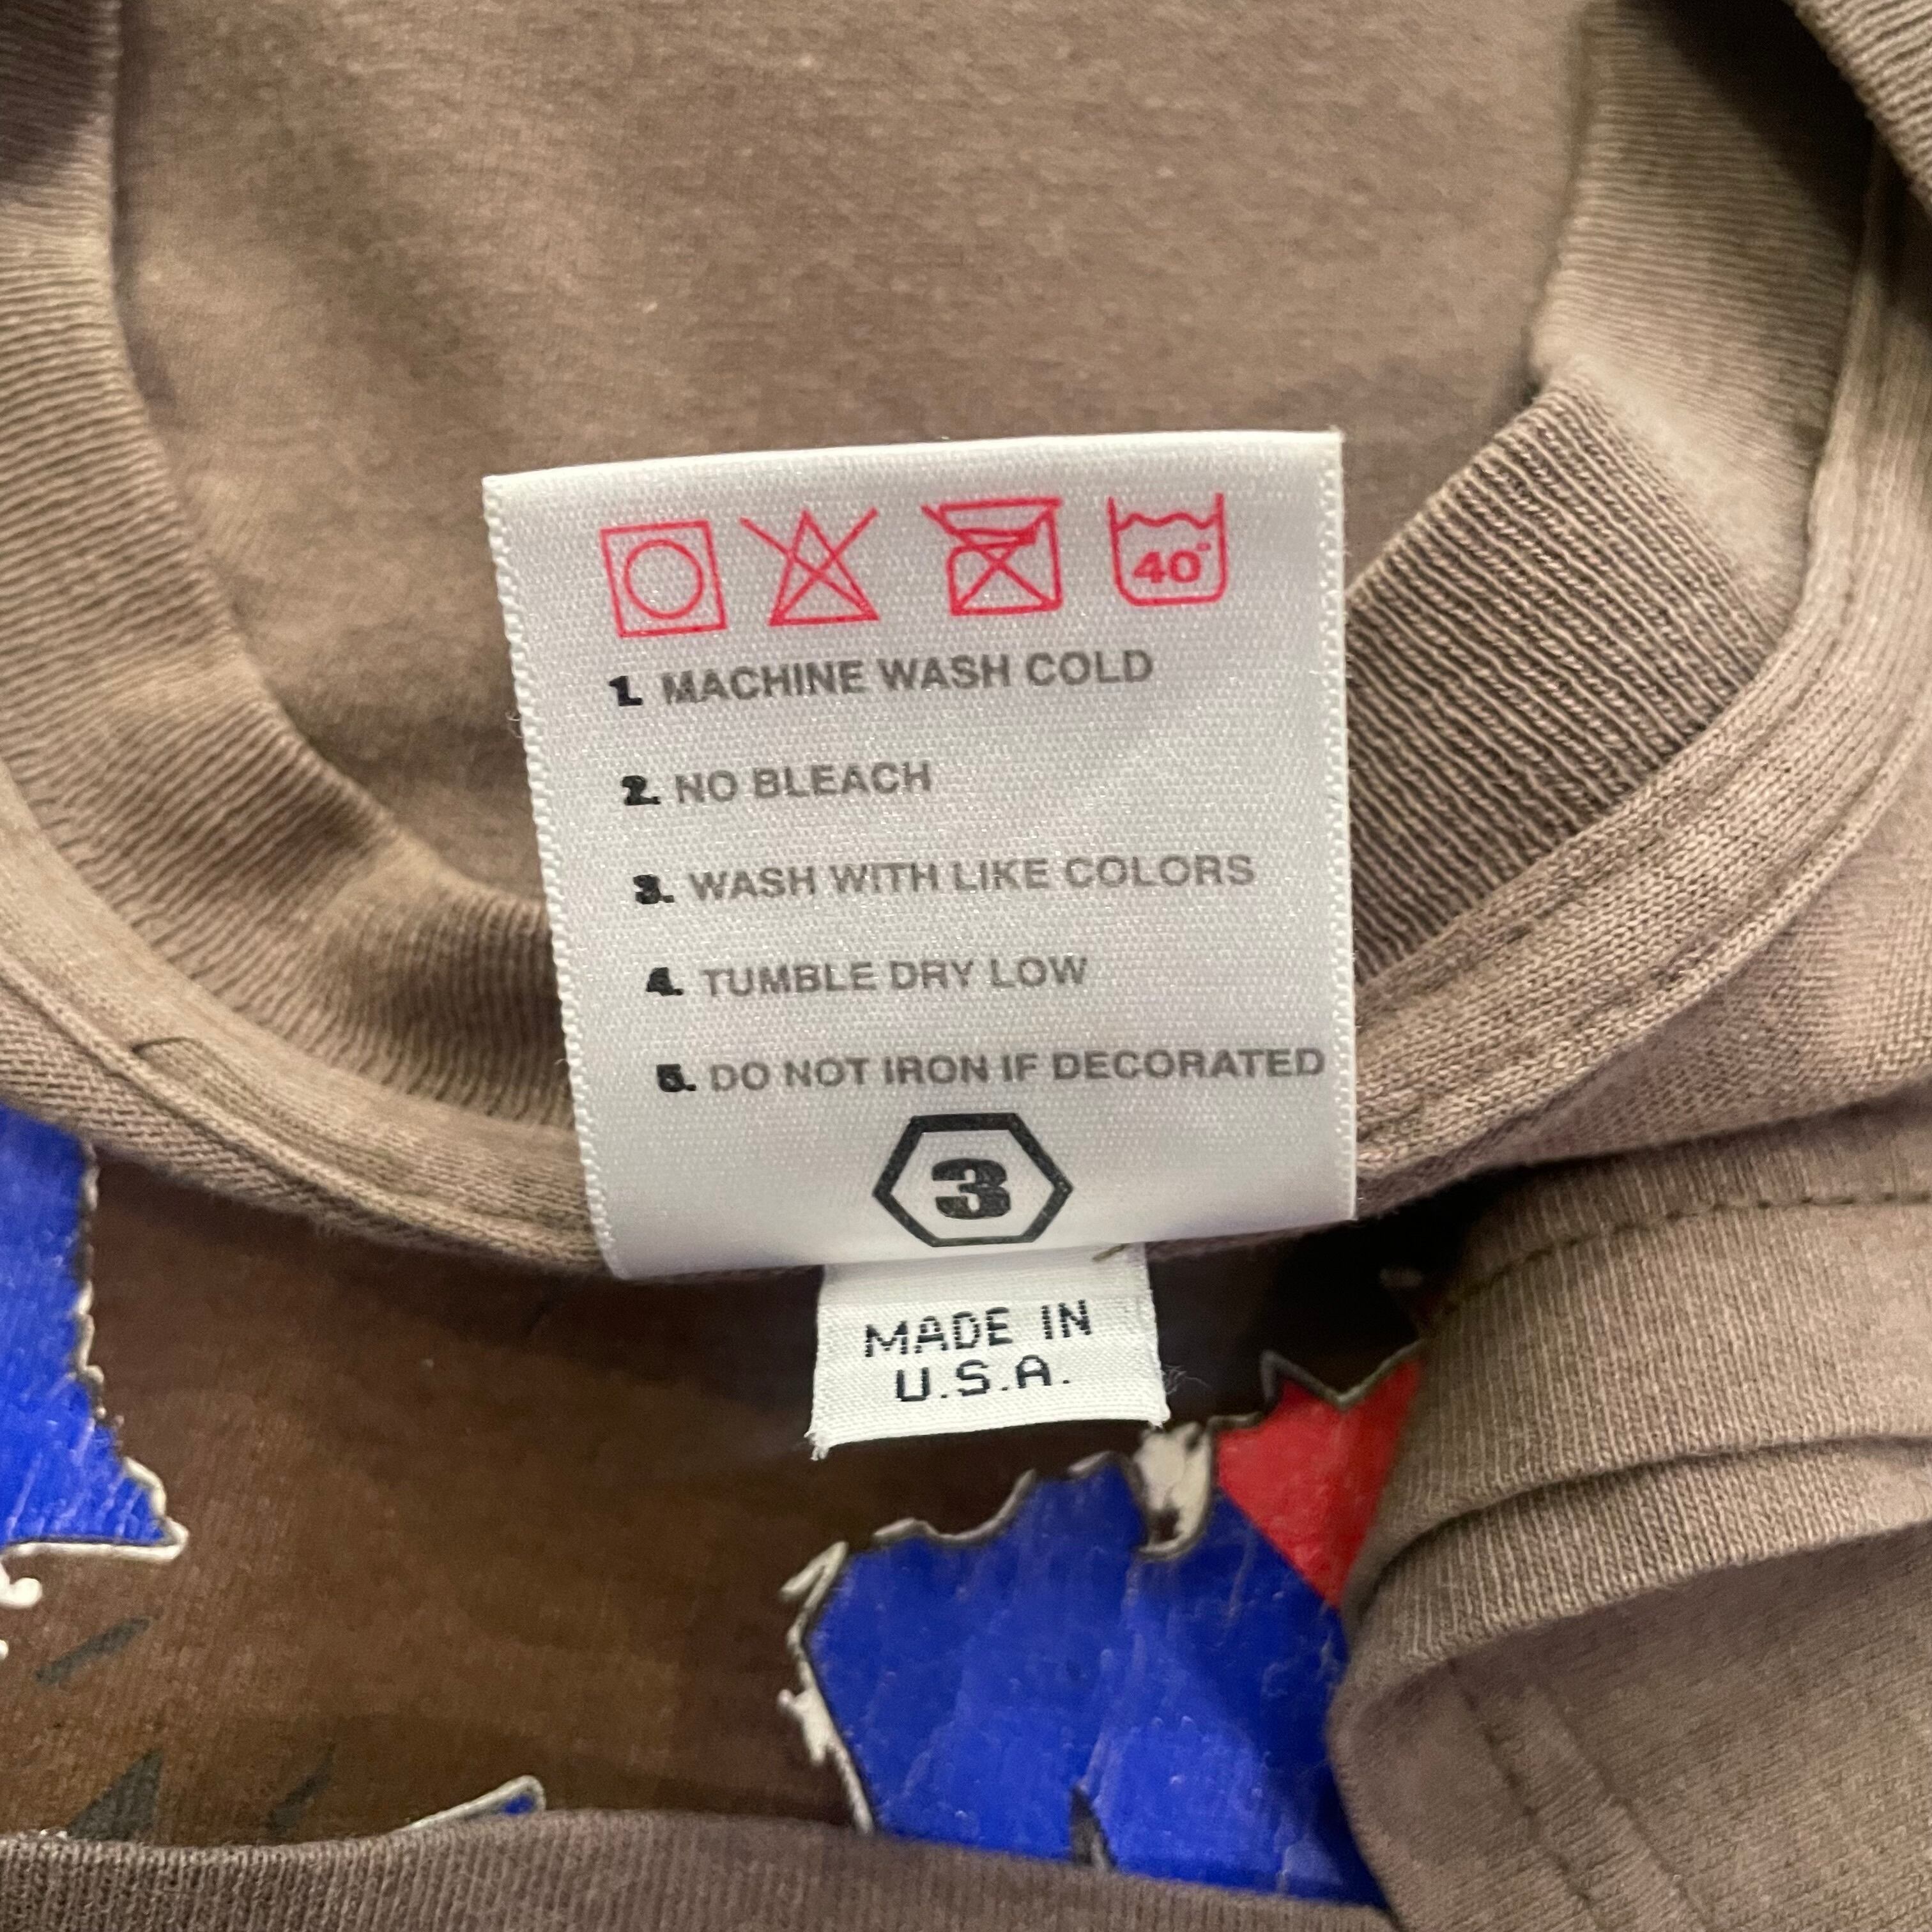 40°
1. MACHINE WASH COLD
2. NO BLEACH
3. WASH WITH LIKE COLORS
4. TUMBLE DRY LOW
5. DO NOT IRON IF DECORATED
3
MADE IN
U.S.A.